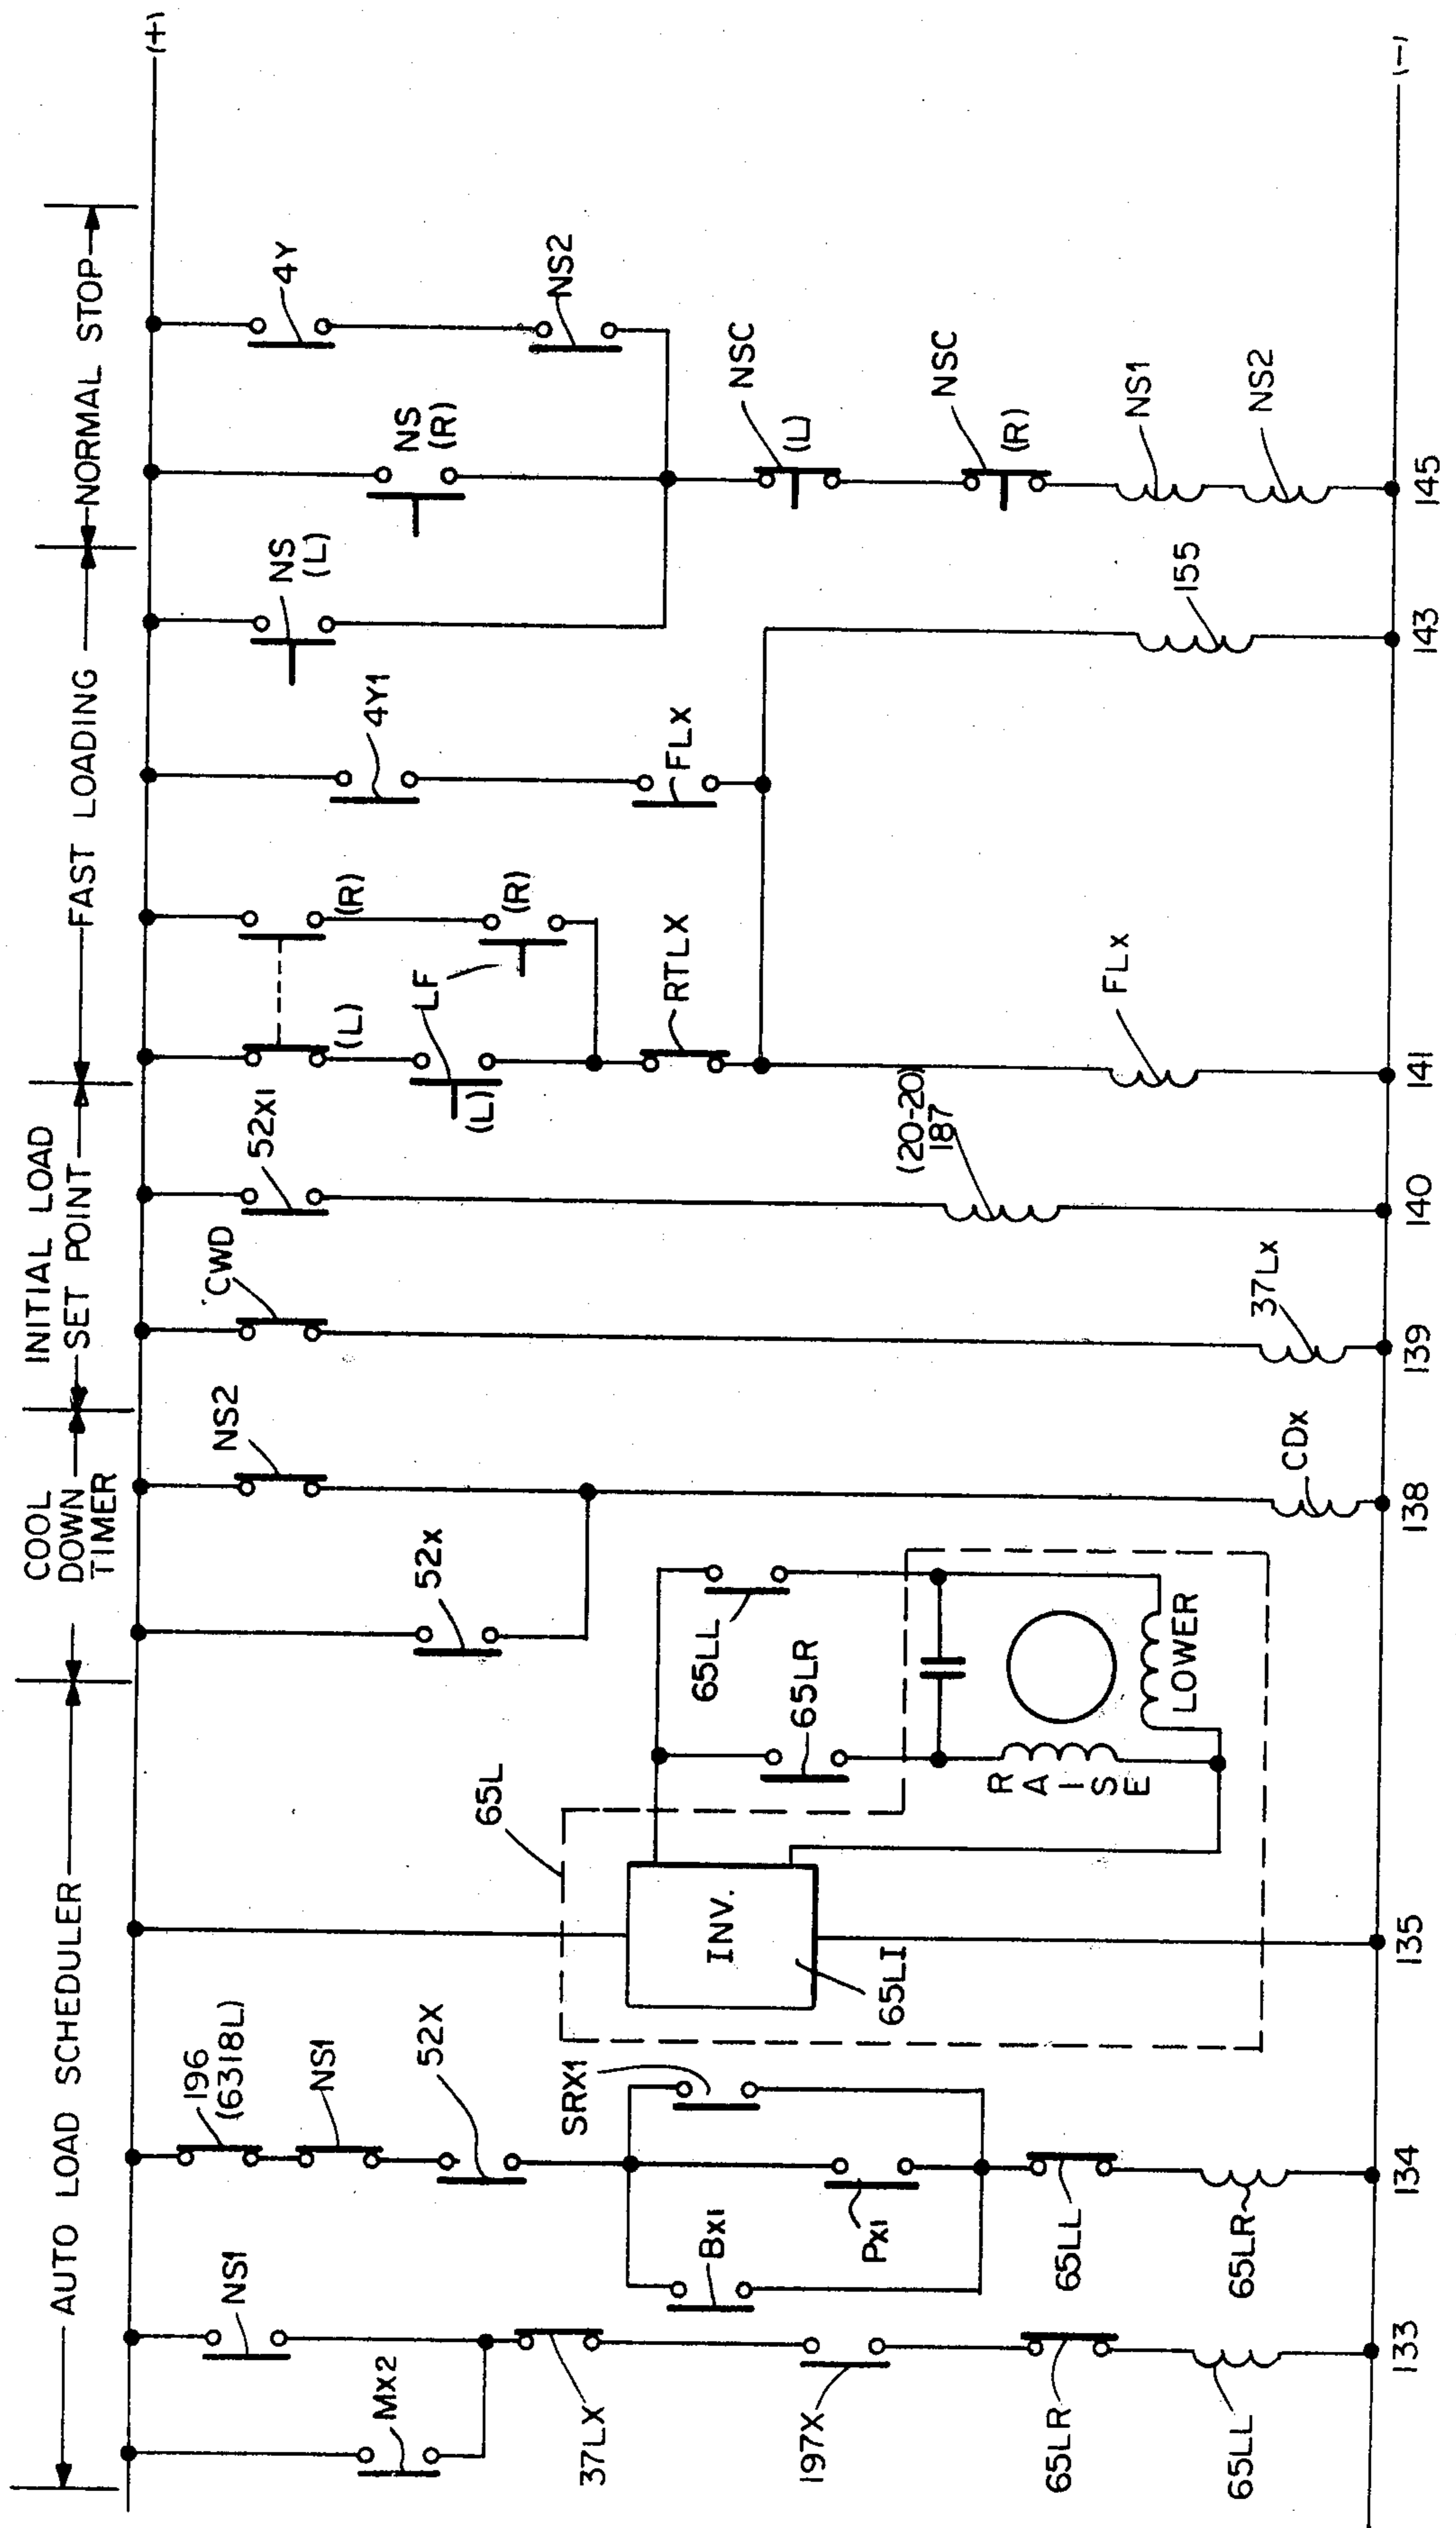 AUTO LOAD SCHEDULER
COOL
DOWN
TIMER
INITIAL LOAD
SET POINT
FAST LOADING
NORMAL STOP
(+)
MX2
NS1
37LX
197X
65LR
65LL
133
196
(6318L)
NS1
52X
SRX1
BX1
PX1
65LL
65LR
134
65L
INV.
65LI
65LL
65LR
RAISE
LOWER
135
52X
NS2
CDX
138
CWD
37LX
139
52X1
(20-20)
187
140
(L)
(R)
LF
(L)
(R)
RTLX
FLX
141
4Y1
FLX
155
143
NS
(L)
NS
(R)
4Y
NS2
NSC
(L)
NSC
(R)
NS1
NS2
145
(-)